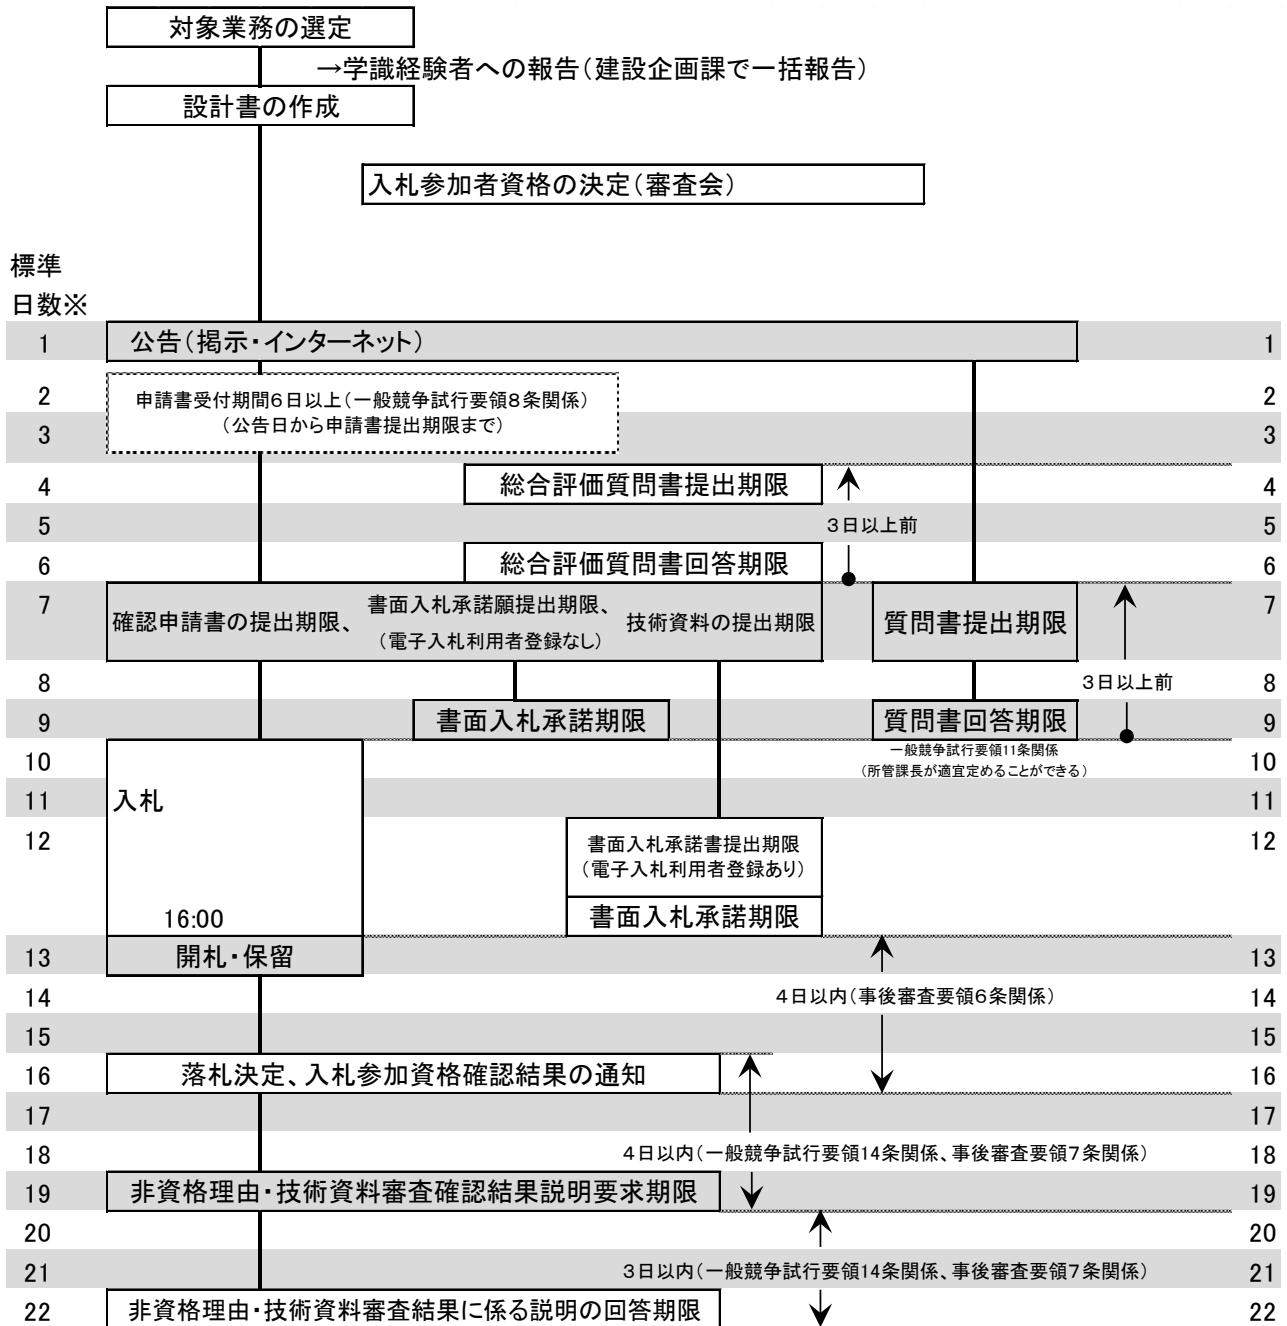 対象業務の選定
→学識経験者への報告（建設企画課で一括報告）
設計書の作成
入札参加者資格の決定（審査会）
標準
日数※
1 公告（掲示・インターネット） 1
2 申請書受付期間６日以上（一般競争試行要領８条関係） 2
3 （公告日から申請書提出期限まで） 3
4 総合評価質問書提出期限 4
5 ３日以上前 5
6 総合評価質問書回答期限 6
7 確認申請書の提出期限、 書面入札承諾願提出期限、 技術資料の提出期限 質問書提出期限 7
（電子入札利用者登録なし）
8 ３日以上前 8
9 書面入札承諾期限 質問書回答期限 9
一般競争試行要領11条関係
10 （所管課長が適宜定めることができる） 10
11 入札 11
12 書面入札承諾書提出期限 12
（電子入札利用者登録あり）
16:00 書面入札承諾期限
13 開札・保留 13
14 ４日以内（事後審査要領６条関係） 14
15 15
16 落札決定、入札参加資格確認結果の通知 16
17 17
18 ４日以内（一般競争試行要領14条関係、事後審査要領７条関係） 18
19 非資格理由・技術資料審査確認結果説明要求期限 19
20 20
21 ３日以内（一般競争試行要領14条関係、事後審査要領７条関係） 21
22 非資格理由・技術資料審査結果に係る説明の回答期限 22